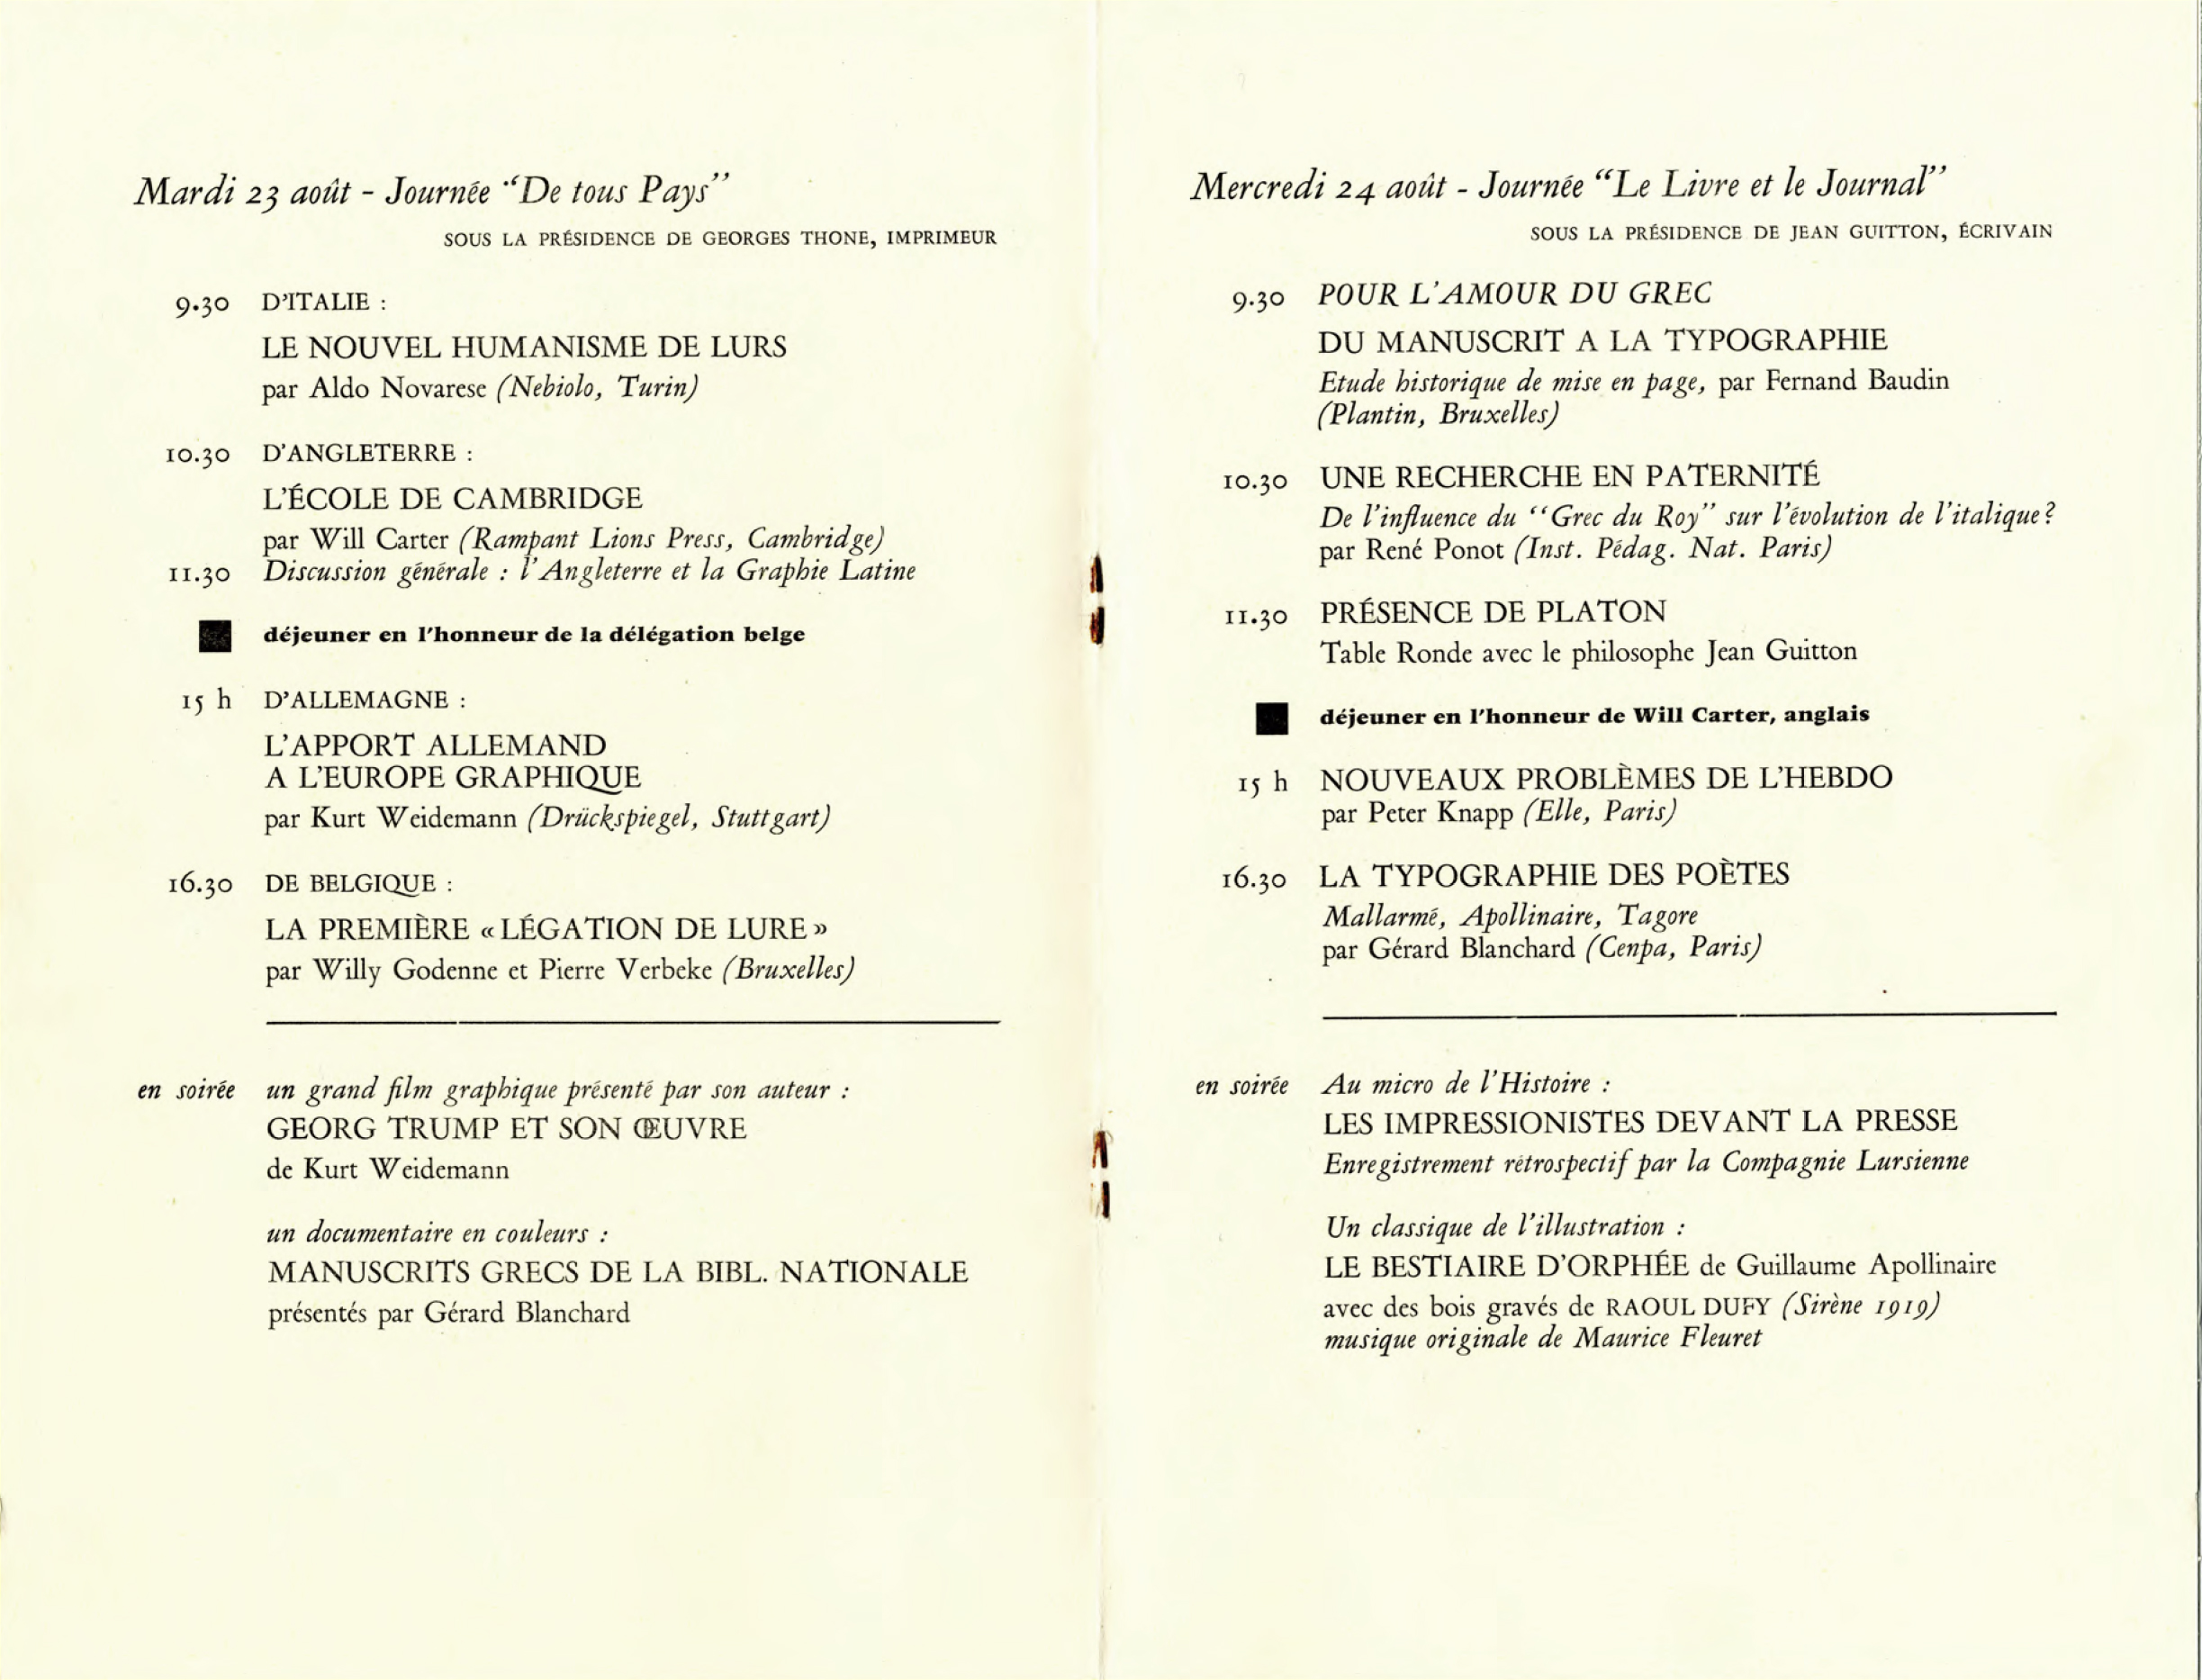 Mardi 23 août - Journée “De tous Pays”
SOUS LA PRÉSIDENCE DE GEORGES THONE, IMPRIMEUR
9.30 D’ITALIE :
LE NOUVEL HUMANISME DE LURS
par Aldo Novarese (Nebiolo, Turin)
10.30 D’ANGLETERRE :
L’ÉCOLE DE CAMBRIDGE
par Will Carter (Rampant Lions Press, Cambridge)
11.30 Discussion générale : l’Angleterre et la Graphie Latine
déjeuner en l’honneur de la délégation belge
15 h D’ALLEMAGNE :
L’APPORT ALLEMAND
A L’EUROPE GRAPHIQUE
par Kurt Weidemann (Drückspiegel, Stuttgart)
16.30 DE BELGIQUE :
LA PREMIÈRE « LÉGATION DE LURE »
par Willy Godenne et Pierre Verbeke (Bruxelles)
en soirée un grand film graphique présenté par son auteur :
GEORG TRUMP ET SON ŒUVRE
de Kurt Weidemann
un documentaire en couleurs :
MANUSCRITS GRECS DE LA BIBL. NATIONALE
présentés par Gérard Blanchard
Mercredi 24 août - Journée “Le Livre et le Journal”
SOUS LA PRÉSIDENCE DE JEAN GUITTON, ÉCRIVAIN
9.30 POUR L’AMOUR DU GREC
DU MANUSCRIT A LA TYPOGRAPHIE
Etude historique de mise en page, par Fernand Baudin
(Plantin, Bruxelles)
10.30 UNE RECHERCHE EN PATERNITÉ
De l’influence du “Grec du Roy” sur l’évolution de l’italique ?
par René Ponot (Inst. Pédag. Nat. Paris)
11.30 PRÉSENCE DE PLATON
Table Ronde avec le philosophe Jean Guitton
déjeuner en l’honneur de Will Carter, anglais
15 h NOUVEAUX PROBLÈMES DE L’HEBDO
par Peter Knapp (Elle, Paris)
16.30 LA TYPOGRAPHIE DES POÈTES
Mallarmé, Apollinaire, Tagore
par Gérard Blanchard (Cenpa, Paris)
en soirée Au micro de l’Histoire :
LES IMPRESSIONISTES DEVANT LA PRESSE
Enregistrement rétrospectif par la Compagnie Lursienne
Un classique de l’illustration :
LE BESTIAIRE D’ORPHÉE de Guillaume Apollinaire
avec des bois gravés de RAOUL DUFY (Sirène 1919)
musique originale de Maurice Fleuret